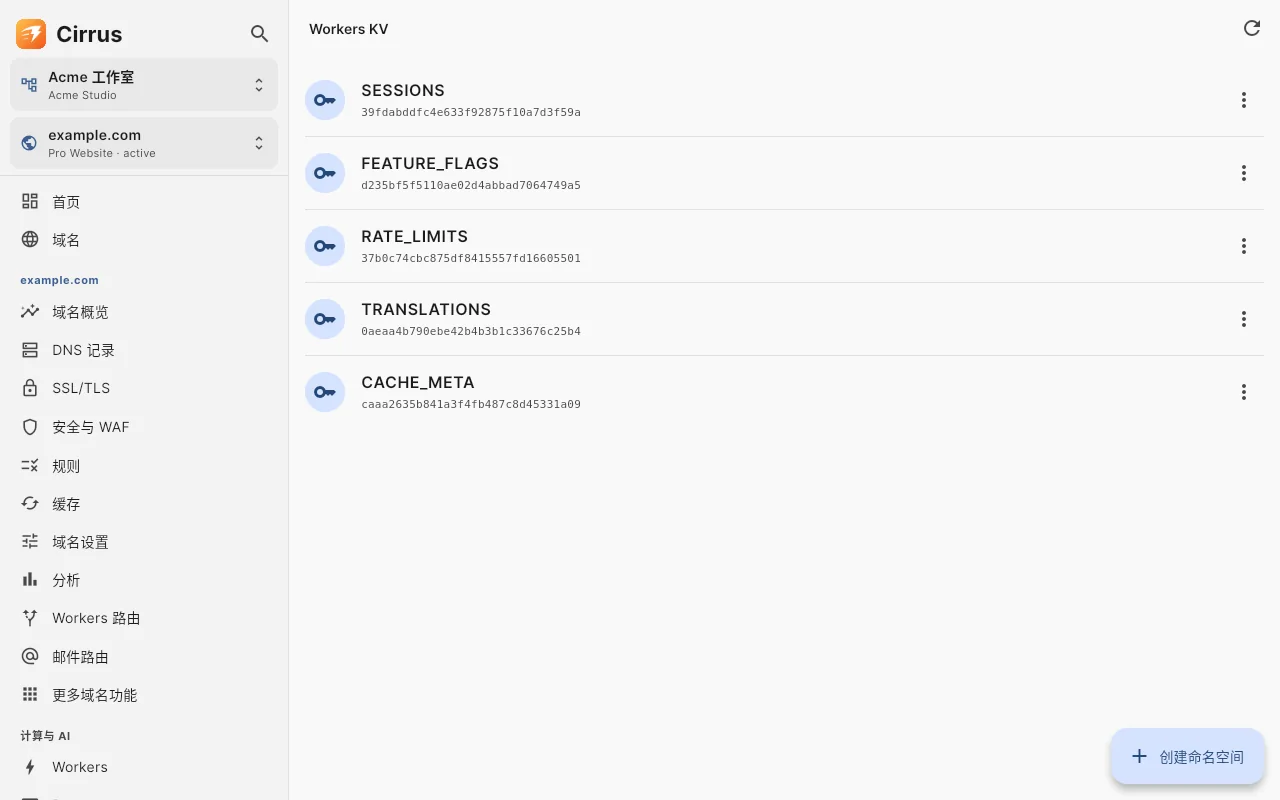 Cirrus
Acme 工作室
Acme Studio
example.com
Pro Website · active
首页
域名
example.com
域名概览
DNS 记录
SSL/TLS
安全与 WAF
规则
缓存
域名设置
分析
Workers 路由
邮件路由
更多域名功能
计算与 AI
Workers
Workers KV
SESSIONS
39fdabddfc4e633f92875f10a7d3f59a
FEATURE_FLAGS
d235bf5f5110ae02d4abbad7064749a5
RATE_LIMITS
37b0c74cbc875df8415557fd16605501
TRANSLATIONS
0aeaa4b790ebe42b4b3b1c33676c25b4
CACHE_META
caaa2635b841a3f4fb487c8d45331a09
创建命名空间